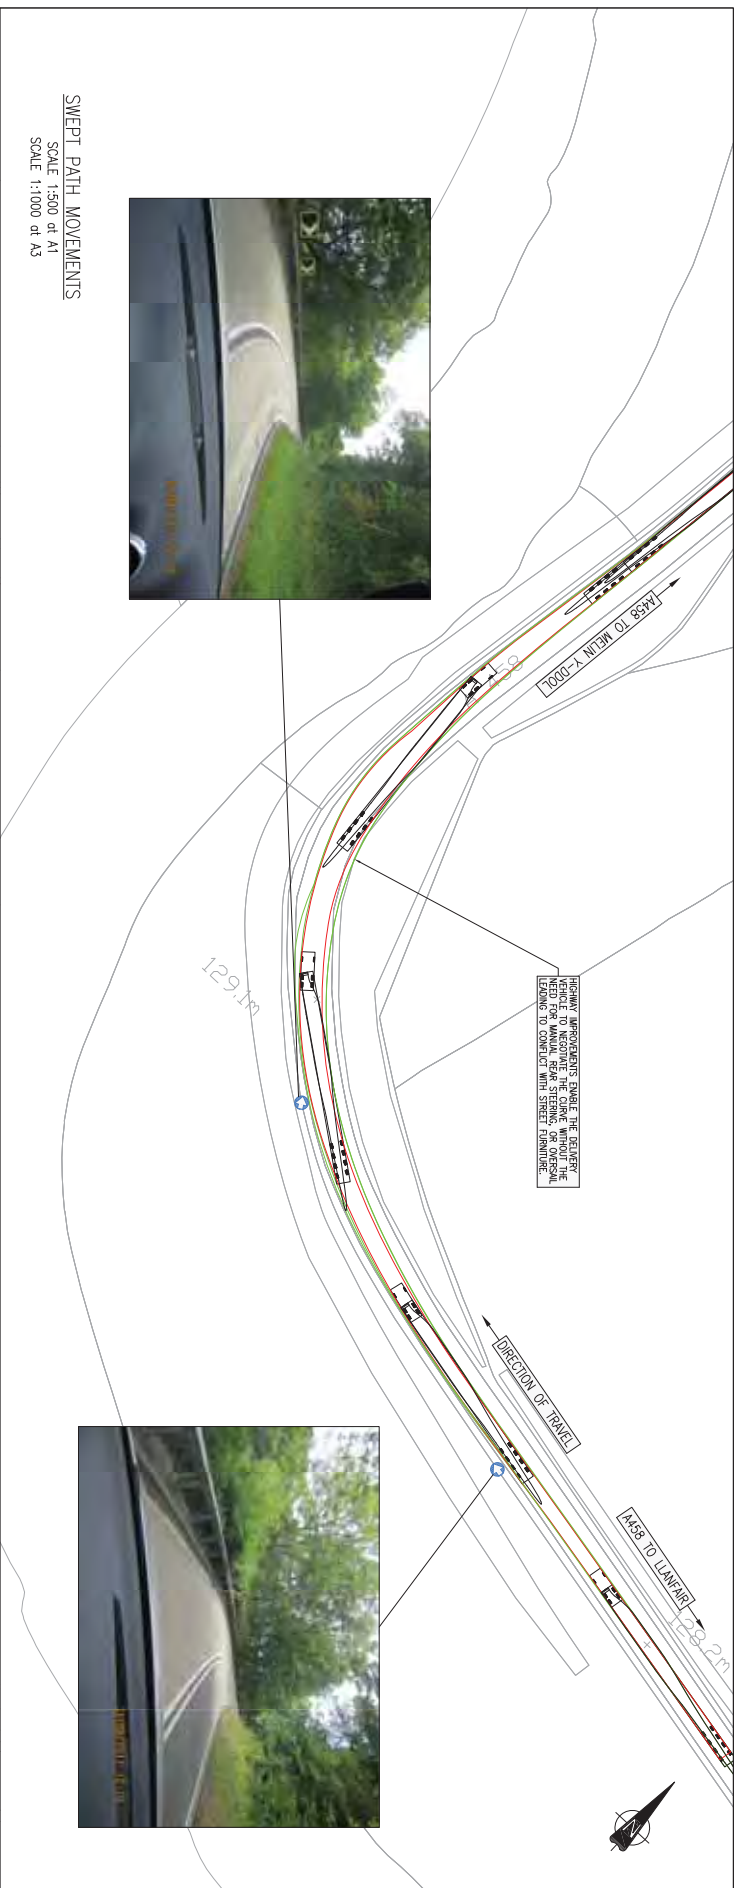 SWEPT PATH MOVEMENTS
SCALE 1:500 at A1
SCALE 1:1000 at A3
A458 TO MELIN Y-DDOL
HIGHWAY IMPROVEMENTS ENABLE THE DELIVERY
VEHICLE TO NEGOTIATE THE CURVE WITHOUT THE
NEED FOR MANUAL REAR STEERING, OR OVERSAIL
LEADING TO CONFLICT WITH STREET FURNITURE.
129.1m
DIRECTION OF TRAVEL
A458 TO LLANFAIR
128.2m
N